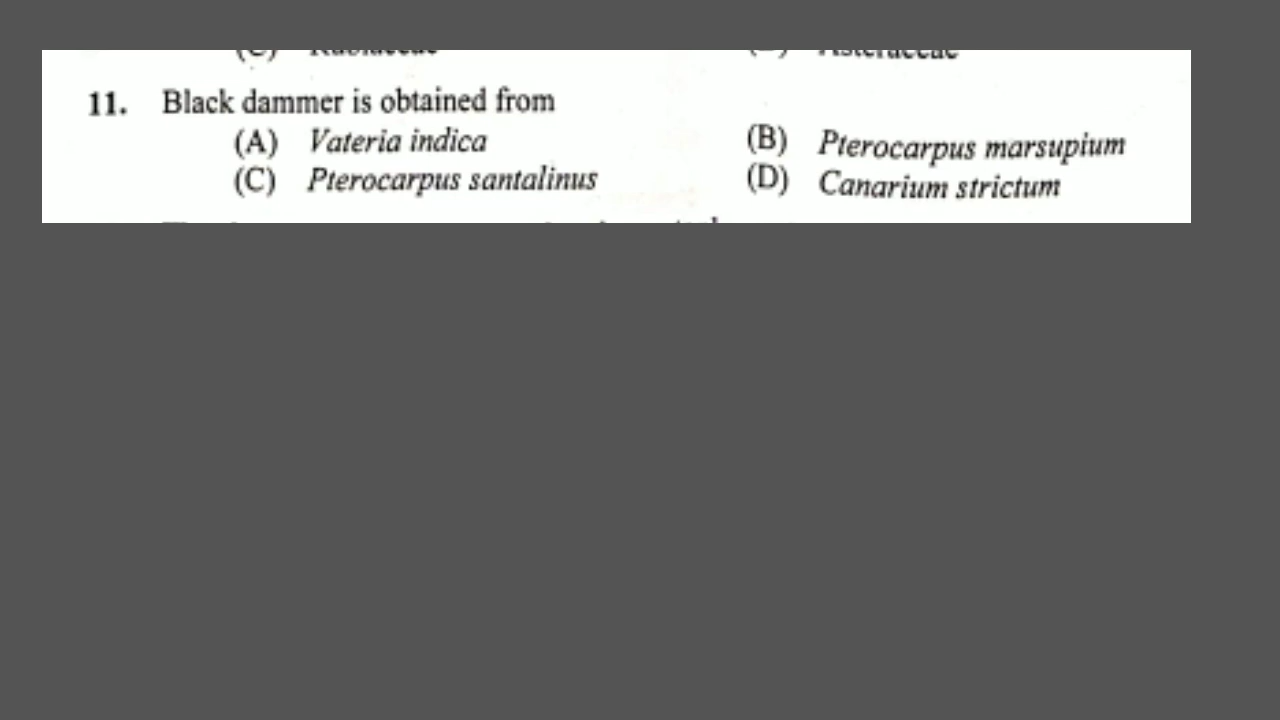 11. Black dammer is obtained from
(A) Vateria indica (B) Pterocarpus marsupium
(C) Pterocarpus santalinus (D) Canarium strictum